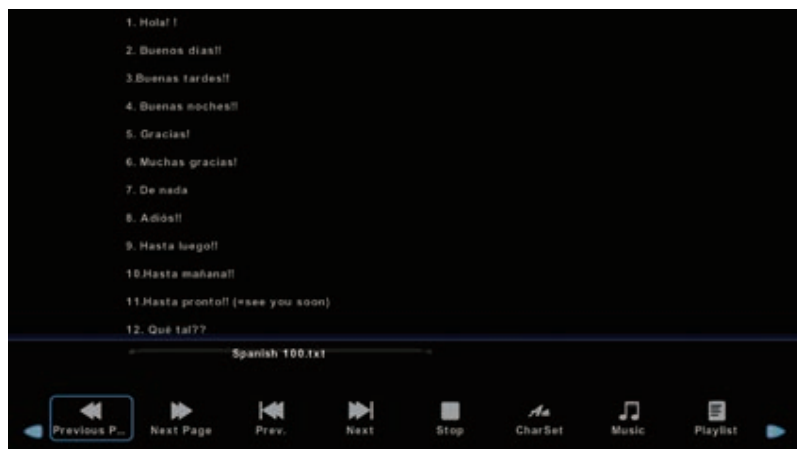 1. Hola! !
2. Buenos días!!
3.Buenas tardes!!
4. Buenas noches!!
5. Gracias!
6. Muchas gracias!
7. De nada
8. Adiós!!
9. Hasta luego!!
10.Hasta mañana!!
11.Hasta pronto!! (=see you soon)
12. Qué tal??
Spanish 100.txt
Previous P... Next Page Prev. Next Stop CharSet Music Playlist